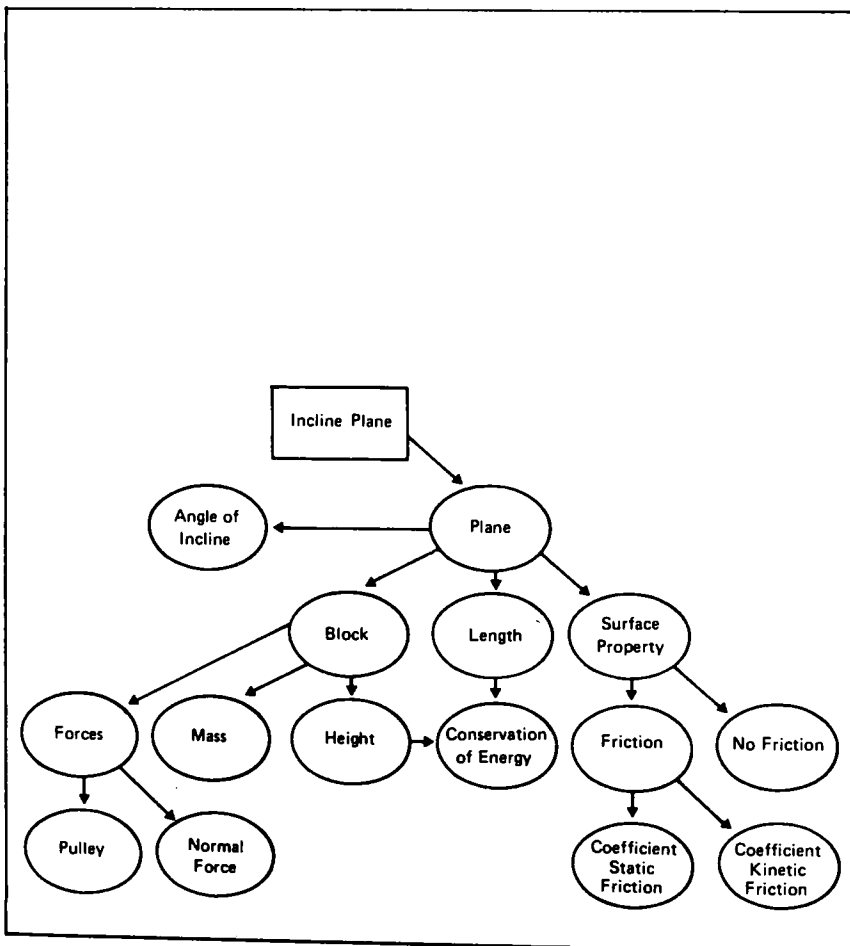 Incline Plane
Angle of
Incline
Plane
Block
Length
Surface
Property
Forces
Mass
Height
Conservation
of Energy
Friction
No Friction
Pulley
Normal
Force
Coefficient
Static
Friction
Coefficient
Kinetic
Friction